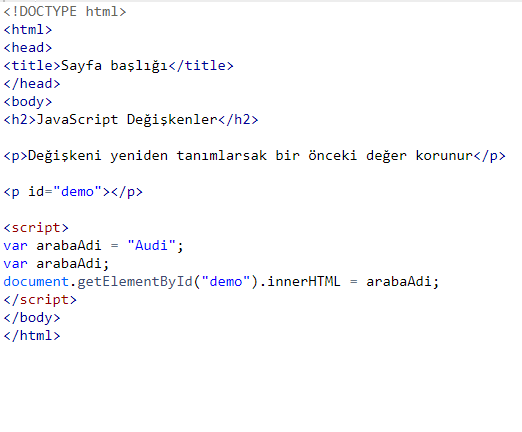 <!DOCTYPE html>
<html>
<head>
<title>Sayfa başlığı</title>
</head>
<body>
<h2>JavaScript Değişkenler</h2>
<p>Değişkeni yeniden tanımlarsak bir önceki değer korunur</p>
<p id="demo"></p>
<script>
var arabaAdi = "Audi";
var arabaAdi;
document.getElementById("demo").innerHTML = arabaAdi;
</script>
</body>
</html>